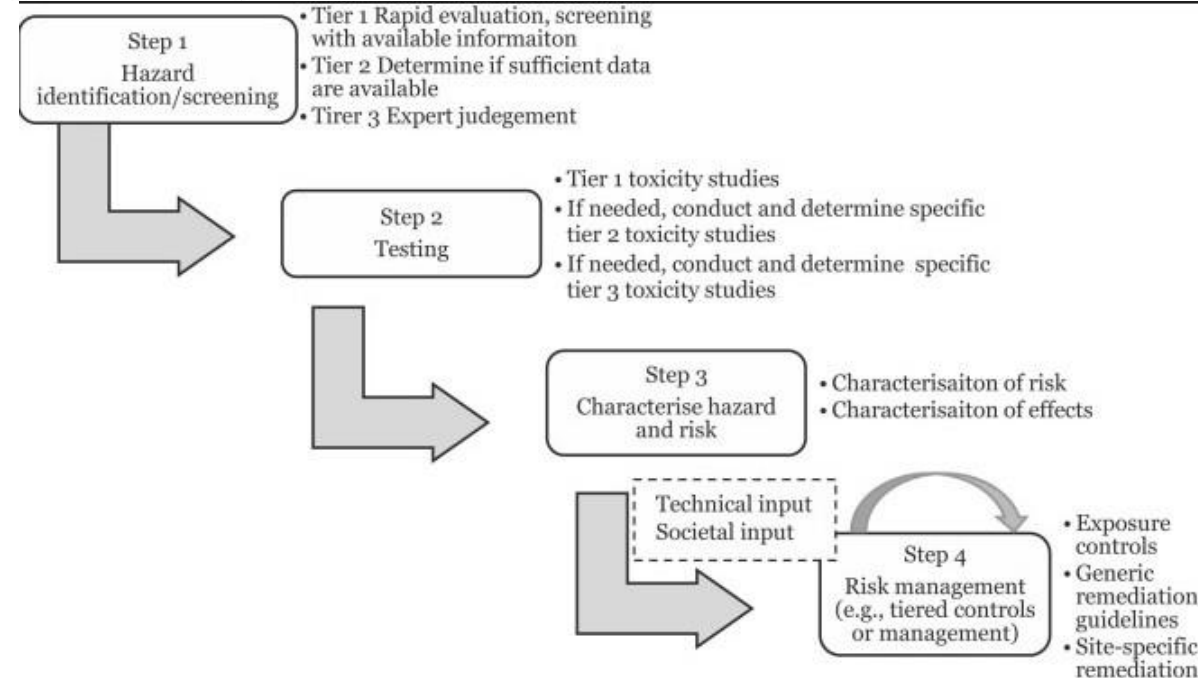 Step 1
Hazard
identification/screening
• Tier 1 Rapid evaluation, screening
with available informaiton
• Tier 2 Determine if sufficient data
are available
• Tirer 3 Expert judegement
Step 2
Testing
• Tier 1 toxicity studies
• If needed, conduct and determine specific
tier 2 toxicity studies
• If needed, conduct and determine specific
tier 3 toxicity studies
Step 3
Characterise hazard
and risk
• Characterisaiton of risk
• Characterisaiton of effects
Technical input
Societal input
Step 4
Risk management
(e.g., tiered controls
or management)
• Exposure
controls
• Generic
remediation
guidelines
• Site-specific
remediation